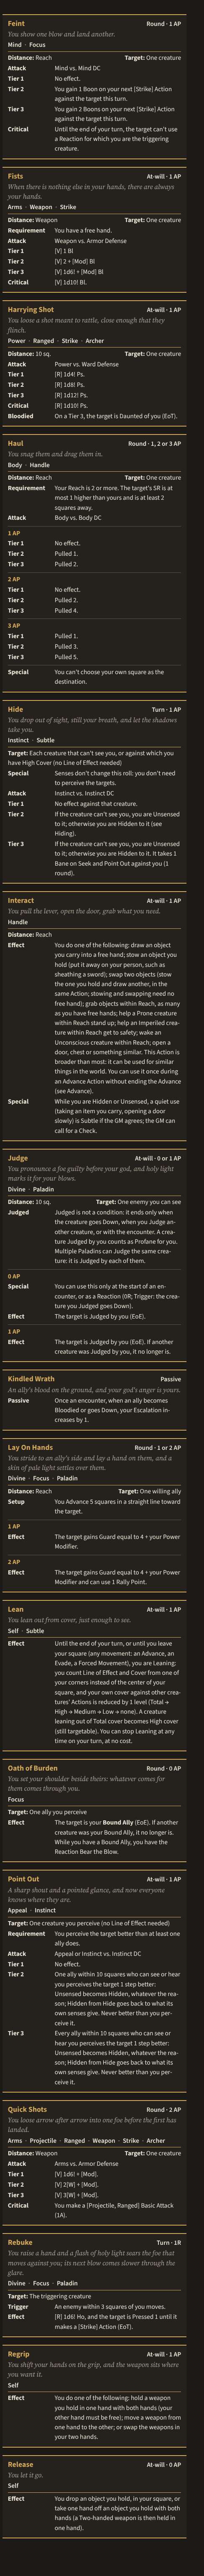 Feint Round · 1 AP
You show one blow and land another.
Mind · Focus
Distance: Reach Target: One creature
Attack Mind vs. Mind DC
Tier 1 No effect.
Tier 2 You gain 1 Boon on your next [Strike] Action
against the target this turn.
Tier 3 You gain 2 Boons on your next [Strike] Action
against the target this turn.
Critical Until the end of your turn, the target can't use
a Reaction for which you are the triggering
creature.
Fists At-will · 1 AP
When there is nothing else in your hands, there are always
your hands.
Arms · Weapon · Strike
Distance: Weapon Target: One creature
Requirement You have a free hand.
Attack Weapon vs. Armor Defense
Tier 1 [V] 1 Bl
Tier 2 [V] 2 + [Mod] Bl
Tier 3 [V] 1d6! + [Mod] Bl
Critical [V] 1d10! Bl.
Harrying Shot At-will · 1 AP
You loose a shot meant to rattle, close enough that they
flinch.
Power · Ranged · Strike · Archer
Distance: 10 sq. Target: One creature
Attack Power vs. Ward Defense
Tier 1 [R] 1d4! Ps.
Tier 2 [R] 1d8! Ps.
Tier 3 [R] 1d12! Ps.
Critical [R] 1d10! Ps.
Bloodied On a Tier 3, the target is Daunted of you (EoT).
Haul Round · 1, 2 or 3 AP
You snag them and drag them in.
Body · Handle
Distance: Reach Target: One creature
Requirement Your Reach is 2 or more. The target's SR is at
most 1 higher than yours and is at least 2
squares away.
Attack Body vs. Body DC
1 AP
Tier 1 No effect.
Tier 2 Pulled 1.
Tier 3 Pulled 2.
2 AP
Tier 1 No effect.
Tier 2 Pulled 2.
Tier 3 Pulled 4.
3 AP
Tier 1 Pulled 1.
Tier 2 Pulled 3.
Tier 3 Pulled 5.
Special You can't choose your own square as the
destination.
Hide Turn · 1 AP
You drop out of sight, still your breath, and let the shadows
take you.
Instinct · Subtle
Target: Each creature that can't see you, or against which you
have High Cover (no Line of Effect needed)
Special Senses don't change this roll: you don't need
to perceive the targets.
Attack Instinct vs. Instinct DC
Tier 1 No effect against that creature.
Tier 2 If the creature can't see you, you are Unsensed
to it; otherwise you are Hidden to it (see
Hiding).
Tier 3 If the creature can't see you, you are Unsensed
to it; otherwise you are Hidden to it. It takes 1
Bane on Seek and Point Out against you (1
round).
Interact At-will · 1 AP
You pull the lever, open the door, grab what you need.
Handle
Distance: Reach
Effect You do one of the following: draw an object
you carry into a free hand; stow an object you
hold (put it away on your person, such as
sheathing a sword); swap two objects (stow
the one you hold and draw another, in the
same Action; stowing and swapping need no
free hand); grab objects within Reach, as many
as you have free hands; help a Prone creature
within Reach stand up; help an Imperiled crea-
ture within Reach get to safety; wake an
Unconscious creature within Reach; open a
door, chest or something similar. This Action is
broader than most: it can be used for similar
things in the world. You can use it once during
an Advance Action without ending the Advance
(see Advance).
Special While you are Hidden or Unsensed, a quiet use
(taking an item you carry, opening a door
slowly) is Subtle if the GM agrees; the GM can
call for a Check.
Judge At-will · 0 or 1 AP
You pronounce a foe guilty before your god, and holy light
marks it for your blows.
Divine · Paladin
Distance: 10 sq. Target: One enemy you can see
Judged Judged is not a condition: it ends only when
the creature goes Down, when you Judge an-
other creature, or with the encounter. A crea-
ture Judged by you counts as Profane for you.
Multiple Paladins can Judge the same crea-
ture: it is Judged by each of them.
0 AP
Special You can use this only at the start of an en-
counter, or as a Reaction (0R; Trigger: the crea-
ture you Judged goes Down).
Effect The target is Judged by you (EoE).
1 AP
Effect The target is Judged by you (EoE). If another
creature was Judged by you, it no longer is.
Kindled Wrath Passive
An ally's blood on the ground, and your god's anger is yours.
Passive Once an encounter, when an ally becomes
Bloodied or goes Down, your Escalation in-
creases by 1.
Lay On Hands Round · 1 or 2 AP
You stride to an ally's side and lay a hand on them, and a
skin of pale light settles over them.
Divine · Focus · Paladin
Distance: Reach Target: One willing ally
Setup You Advance 5 squares in a straight line toward
the target.
1 AP
Effect The target gains Guard equal to 4 + your Power
Modifier.
2 AP
Effect The target gains Guard equal to 4 + your Power
Modifier and can use 1 Rally Point.
Lean At-will · 1 AP
You lean out from cover, just enough to see.
Self · Subtle
Effect Until the end of your turn, or until you leave
your square (any movement: an Advance, an
Evade, a Forced Movement), you are Leaning:
you count Line of Effect and Cover from one of
your corners instead of the center of your
square, and your own cover against other crea-
tures' Actions is reduced by 1 level (Total →
High → Medium → Low → none). A creature
leaning out of Total cover becomes High cover
(still targetable). You can stop Leaning at any
time on your turn, at no cost.
Oath of Burden Round · 0 AP
You set your shoulder beside theirs: whatever comes for
them comes through you.
Focus
Target: One ally you perceive
Effect The target is your Bound Ally (EoE). If another
creature was your Bound Ally, it no longer is.
While you have a Bound Ally, you have the
Reaction Bear the Blow.
Point Out At-will · 1 AP
A sharp shout and a pointed glance, and now everyone
knows where they are.
Appeal · Instinct
Target: One creature you perceive (no Line of Effect needed)
Requirement You perceive the target better than at least one
ally does.
Attack Appeal or Instinct vs. Instinct DC
Tier 1 No effect.
Tier 2 One ally within 10 squares who can see or hear
you perceives the target 1 step better:
Unsensed becomes Hidden, whatever the rea-
son; Hidden from Hide goes back to what its
own senses give. Never better than you per-
ceive it.
Tier 3 Every ally within 10 squares who can see or
hear you perceives the target 1 step better:
Unsensed becomes Hidden, whatever the rea-
son; Hidden from Hide goes back to what its
own senses give. Never better than you per-
ceive it.
Quick Shots Round · 2 AP
You loose arrow after arrow into one foe before the first has
landed.
Arms · Projectile · Ranged · Weapon · Strike · Archer
Distance: Weapon Target: One creature
Attack Arms vs. Armor Defense
Tier 1 [V] 1d6! + [Mod].
Tier 2 [V] 2[W] + [Mod].
Tier 3 [V] 3[W] + [Mod].
Critical You make a [Projectile, Ranged] Basic Attack
(1A).
Rebuke Turn · 1R
You raise a hand and a flash of holy light wars the foe that
moves against you; its next blow comes slower through the
glare.
Divine · Focus · Paladin
Target: The triggering creature
Trigger An enemy within 3 squares of you moves.
Effect [R] 1d6! Ho, and the target is Pressed 1 until it
makes a [Strike] Action (EoT).
Regrip At-will · 1 AP
You shift your hands on the grip, and the weapon sits where
you want it.
Self
Effect You do one of the following: hold a weapon
you hold in one hand with both hands (your
other hand must be free); move a weapon from
one hand to the other; or swap the weapons in
your two hands.
Release At-will · 0 AP
You let it go.
Self
Effect You drop an object you hold, in your square, or
take one hand off an object you hold with both
hands (a Two-handed weapon is then held in
one hand).